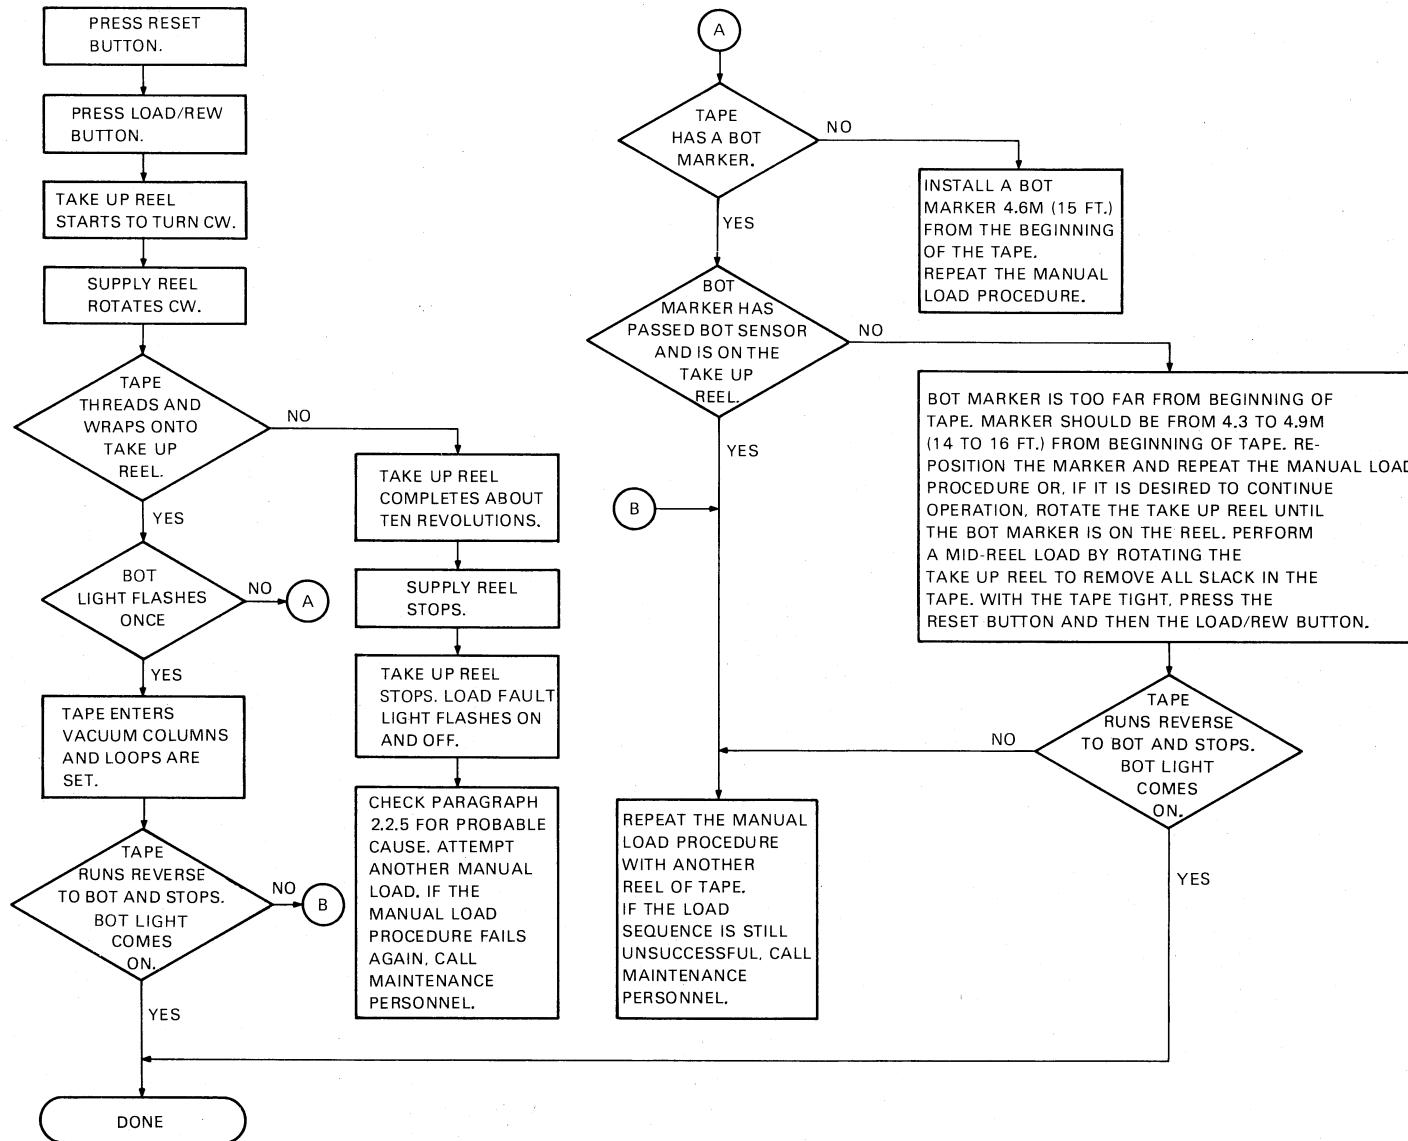 PRESS RESET
BUTTON.
PRESS LOAD/REW
BUTTON.
TAKE UP REEL
STARTS TO TURN CW.
SUPPLY REEL
ROTATES CW.
TAPE
THREADS AND
WRAPS ONTO
TAKE UP
REEL.
NO
YES
BOT
LIGHT FLASHES
ONCE
NO
A
YES
TAPE ENTERS
VACUUM COLUMNS
AND LOOPS ARE
SET.
TAPE
RUNS REVERSE
TO BOT AND STOPS.
BOT LIGHT
COMES
ON.
NO
B
YES
DONE
TAKE UP REEL
COMPLETES ABOUT
TEN REVOLUTIONS.
SUPPLY REEL
STOPS.
TAKE UP REEL
STOPS. LOAD FAULT
LIGHT FLASHES ON
AND OFF.
CHECK PARAGRAPH
2.2.5 FOR PROBABLE
CAUSE. ATTEMPT
ANOTHER MANUAL
LOAD. IF THE
MANUAL LOAD
PROCEDURE FAILS
AGAIN, CALL
MAINTENANCE
PERSONNEL.
A
TAPE
HAS A BOT
MARKER.
NO
YES
INSTALL A BOT
MARKER 4.6M (15 FT.)
FROM THE BEGINNING
OF THE TAPE.
REPEAT THE MANUAL
LOAD PROCEDURE.
BOT
MARKER HAS
PASSED BOT SENSOR
AND IS ON THE
TAKE UP
REEL.
NO
YES
B
BOT MARKER IS TOO FAR FROM BEGINNING OF
TAPE. MARKER SHOULD BE FROM 4.3 TO 4.9M
(14 TO 16 FT.) FROM BEGINNING OF TAPE. RE-
POSITION THE MARKER AND REPEAT THE MANUAL LOAD
PROCEDURE OR, IF IT IS DESIRED TO CONTINUE
OPERATION, ROTATE THE TAKE UP REEL UNTIL
THE BOT MARKER IS ON THE REEL. PERFORM
A MID-REEL LOAD BY ROTATING THE
TAKE UP REEL TO REMOVE ALL SLACK IN THE
TAPE. WITH THE TAPE TIGHT, PRESS THE
RESET BUTTON AND THEN THE LOAD/REW BUTTON.
TAPE
RUNS REVERSE
TO BOT AND STOPS.
BOT LIGHT
COMES
ON.
NO
YES
REPEAT THE MANUAL
LOAD PROCEDURE
WITH ANOTHER
REEL OF TAPE.
IF THE LOAD
SEQUENCE IS STILL
UNSUCCESSFUL, CALL
MAINTENANCE
PERSONNEL.